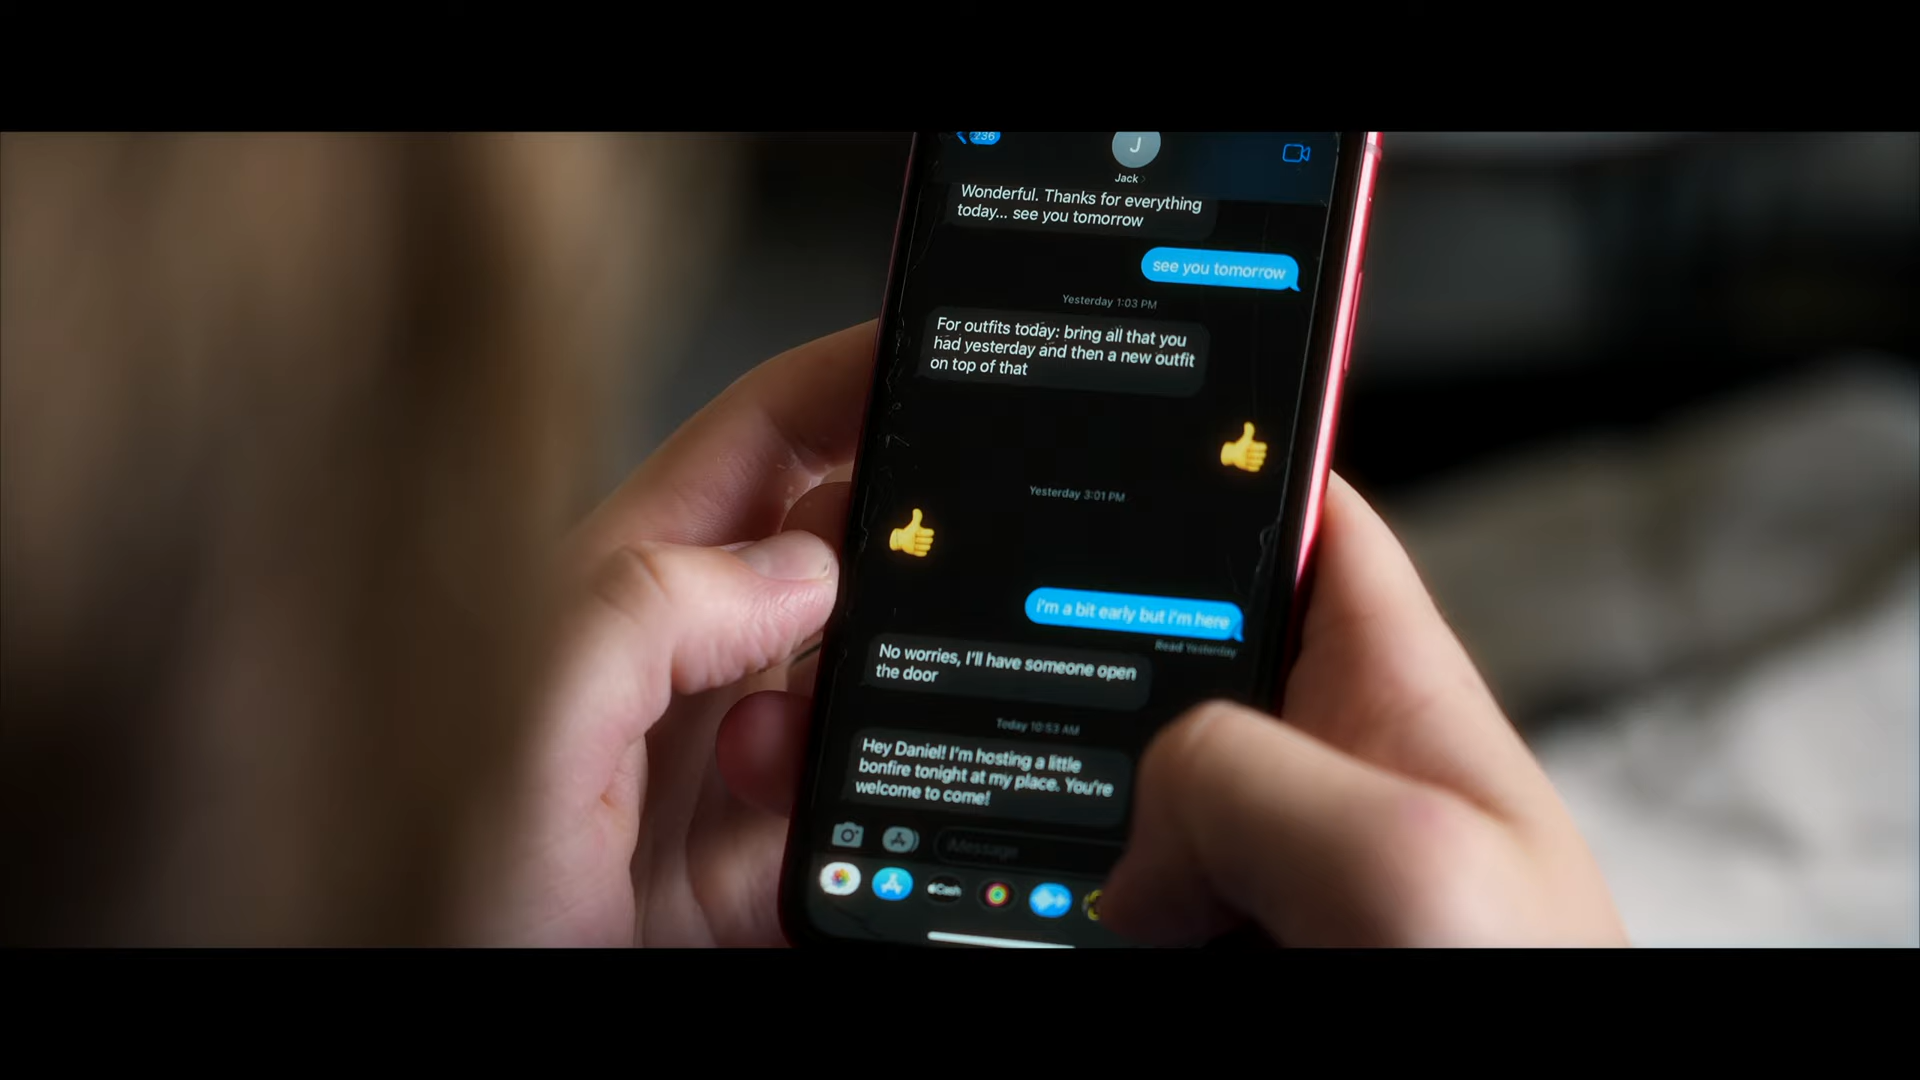 236
J
Jack
Wonderful. Thanks for everything
today... see you tomorrow
see you tomorrow
Yesterday 1:03 PM
For outfits today: bring all that you
had yesterday and then a new outfit
on top of that
👍
Yesterday 3:01 PM
👍
i'm a bit early but i'm here
Read Yesterday
No worries, I'll have someone open
the door
Today 10:53 AM
Hey Daniel! I'm hosting a little
bonfire tonight at my place. You're
welcome to come!
iMessage
Cash